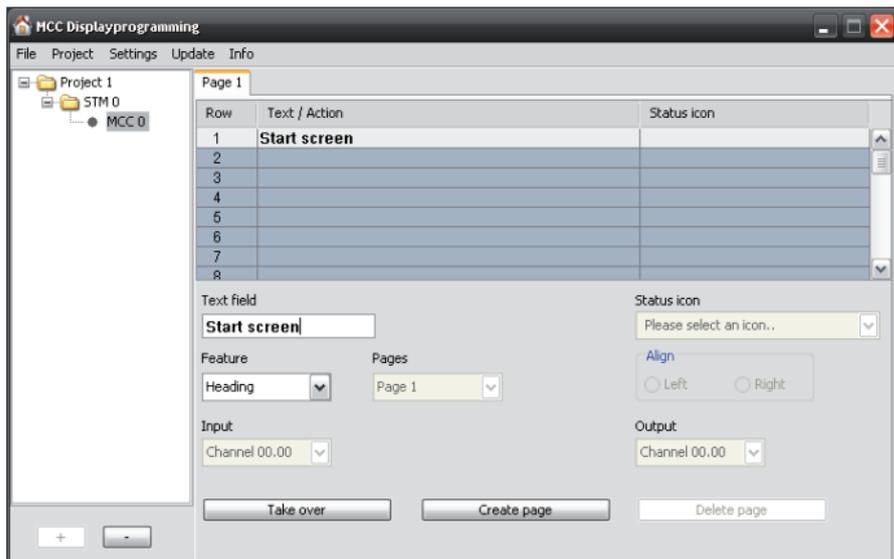 MCC Displayprogramming
File Project Settings Update Info
Project 1
STM 0
MCC 0
Page 1
Row Text / Action Status icon
1 Start screen
2
3
4
5
6
7
8
Text field Status icon
Start screen Please select an icon..
Feature Pages Align
Heading Page 1 Left Right
Input Output
Channel 00.00 Channel 00.00
Take over Create page Delete page
+ -